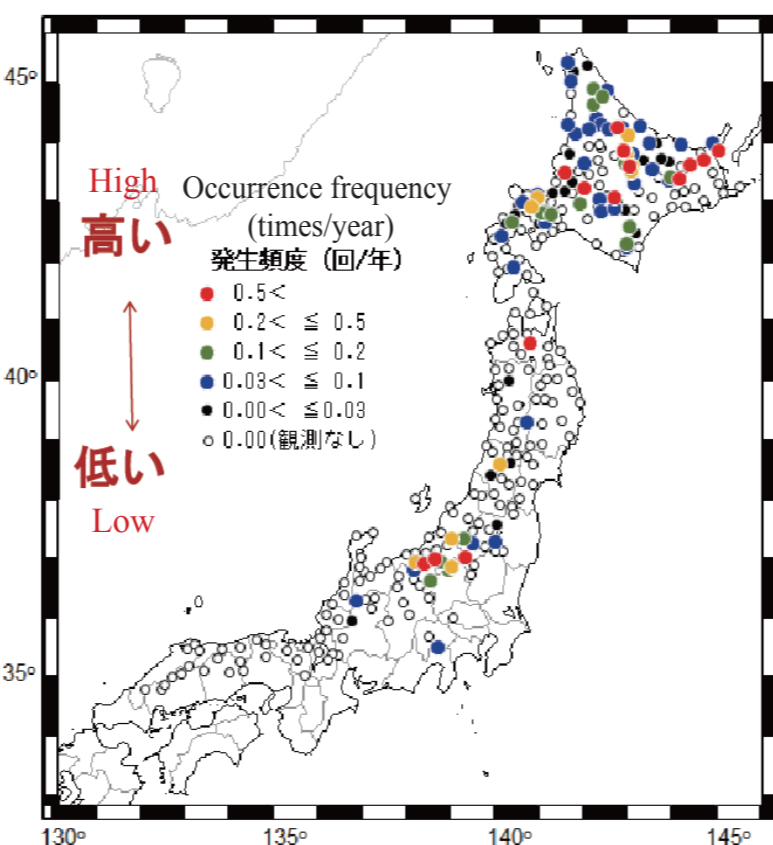 45°
High
高い
Occurrence frequency
(times/year)
発生頻度 (回/年)
0.5<
0.2< ≦ 0.5
0.1< ≦ 0.2
40°
0.03< ≦ 0.1
0.00< ≦0.03
0.00(観測なし)
低い
Low
35°
130°
135°
140°
145°